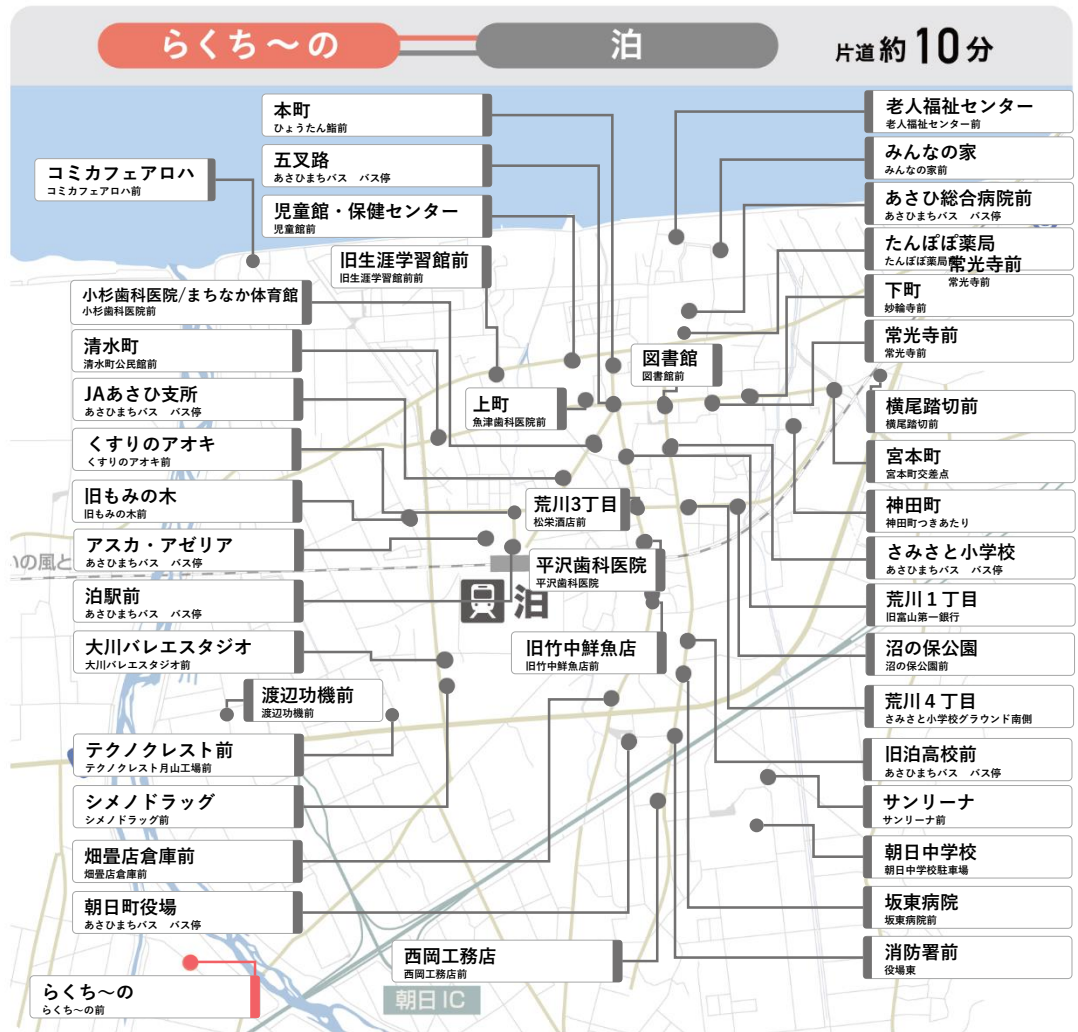 らくち～の
泊
片道約10分
本町
ひょうたん鮨前
五叉路
あさひまちバス　バス停
コミカフェアロハ
コミカフェアロハ前
児童館・保健センター
児童館前
旧生涯学習館前
旧生涯学習館前前
小杉歯科医院/まちなか体育館
小杉歯科医院前
清水町
清水町公民館前
JAあさひ支所
あさひまちバス　バス停
上町
魚津歯科医院前
図書館
図書館前
くすりのアオキ
くすりのアオキ前
旧もみの木
旧もみの木前
荒川3丁目
松栄酒店前
アスカ・アゼリア
あさひまちバス　バス停
いの風と
平沢歯科医院
平沢歯科医院
泊駅前
あさひまちバス　バス停
泊
大川バレエスタジオ
大川バレエスタジオ前
旧竹中鮮魚店
旧竹中鮮魚店前
渡辺功機前
渡辺功機前
テクノクレスト前
テクノクレスト月山工場前
シメノドラッグ
シメノドラッグ前
畑畳店倉庫前
畑畳店倉庫前
朝日町役場
あさひまちバス　バス停
西岡工務店
西岡工務店前
らくち～の
らくち～の前
朝日IC
老人福祉センター
老人福祉センター前
みんなの家
みんなの家前
あさひ総合病院前
あさひまちバス　バス停
たんぽぽ薬局
たんぽぽ薬局
常光寺前
常光寺前
下町
妙輪寺前
常光寺前
常光寺前
横尾踏切前
横尾踏切前
宮本町
宮本町交差点
神田町
神田町つきあたり
さみさと小学校
あさひまちバス　バス停
荒川１丁目
旧富山第一銀行
沼の保公園
沼の保公園前
荒川４丁目
さみさと小学校グラウンド南側
旧泊高校前
あさひまちバス　バス停
サンリーナ
サンリーナ前
朝日中学校
朝日中学校駐車場
坂東病院
坂東病院前
消防署前
役場東